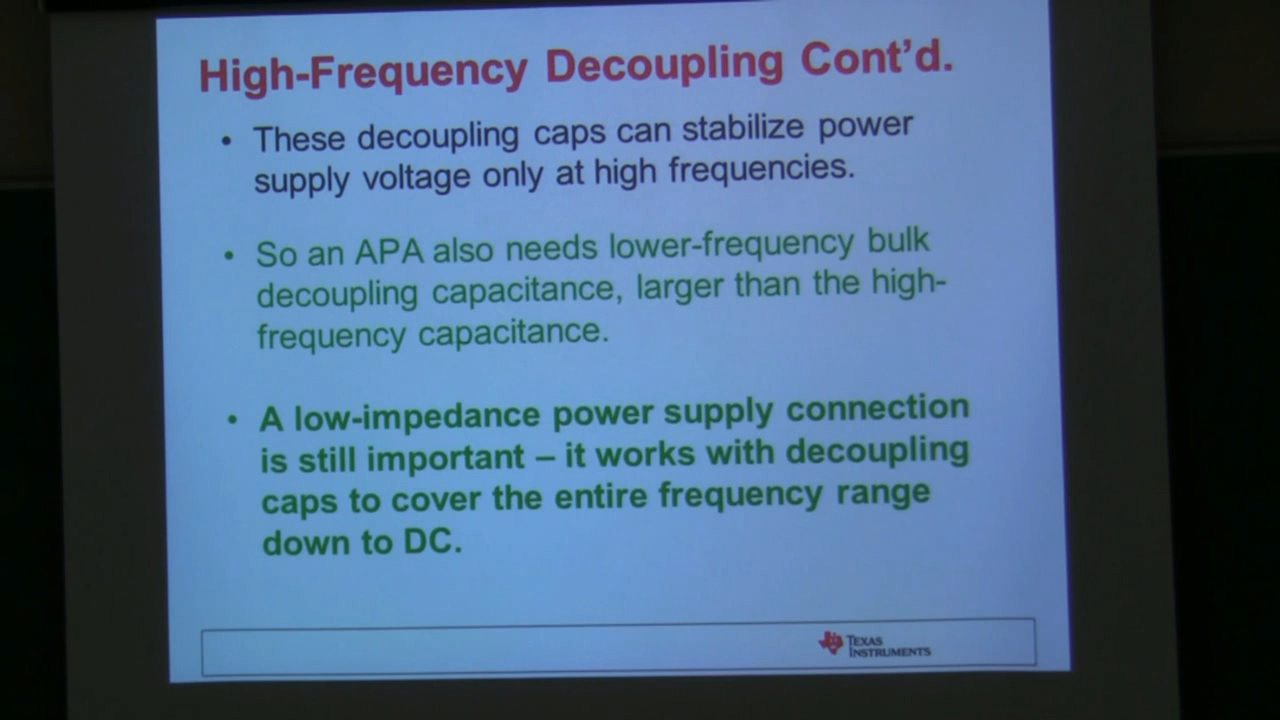 High-Frequency Decoupling Cont'd.
• These decoupling caps can stabilize power
supply voltage only at high frequencies.
• So an APA also needs lower-frequency bulk
decoupling capacitance, larger than the high-
frequency capacitance.
• A low-impedance power supply connection
is still important – it works with decoupling
caps to cover the entire frequency range
down to DC.
TEXAS
INSTRUMENTS